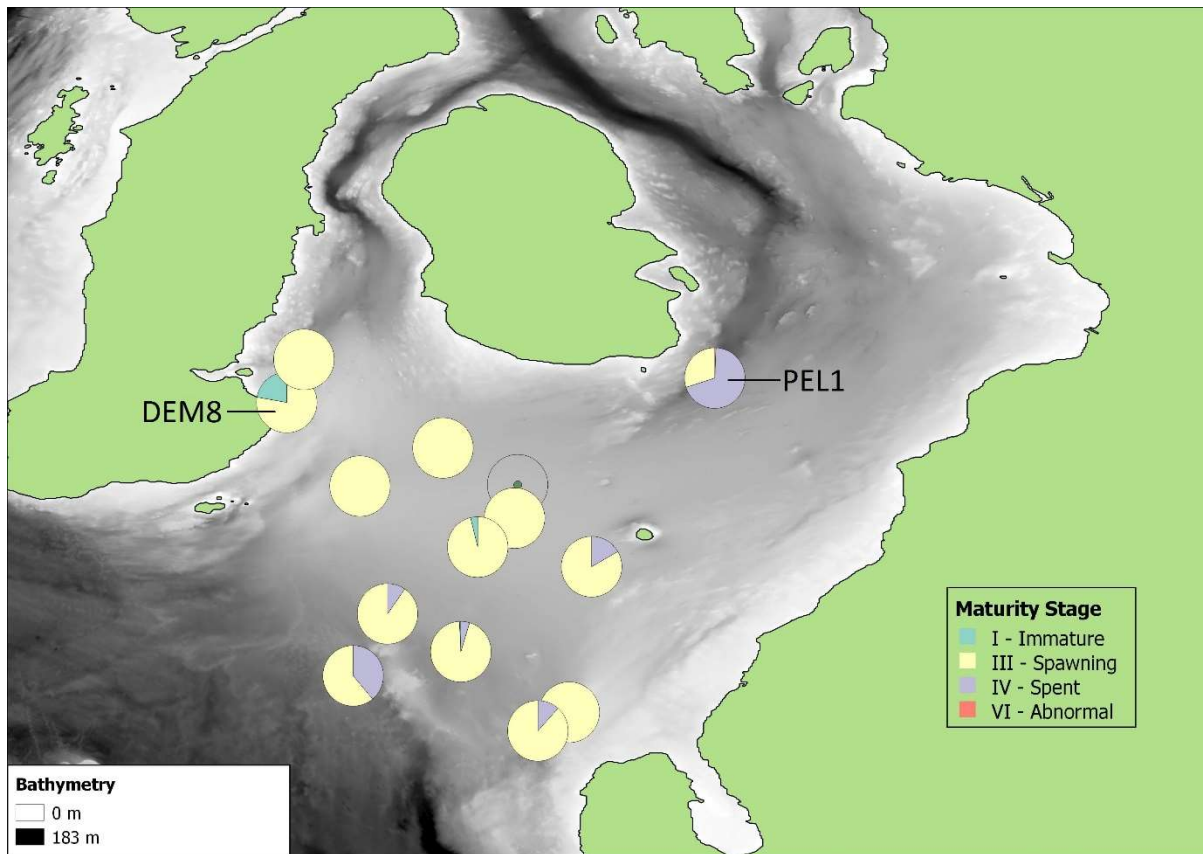 DEM8
PEL1
Maturity Stage
I - Immature
III - Spawning
IV - Spent
VI - Abnormal
Bathymetry
0 m
183 m